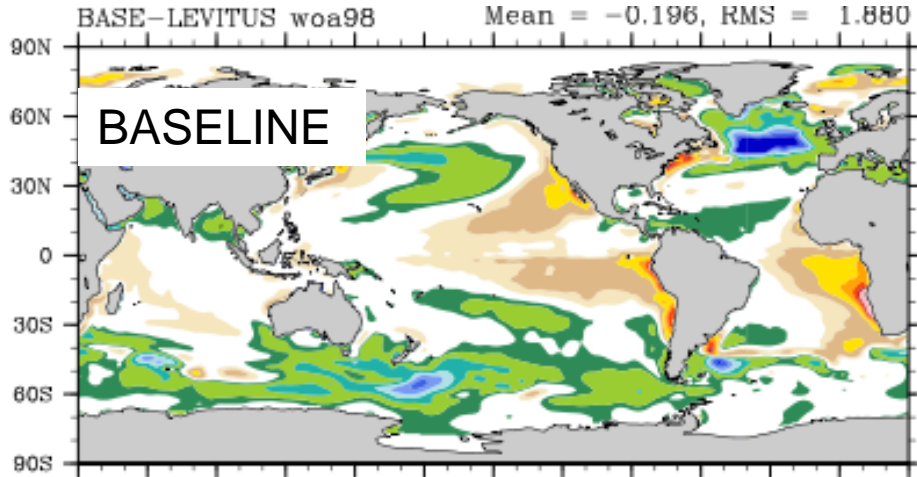 BASE-LEVITUS woa98 Mean = -0.196, RMS = 1.880
90N
60N
BASELINE
30N
0
30S
60S
90S